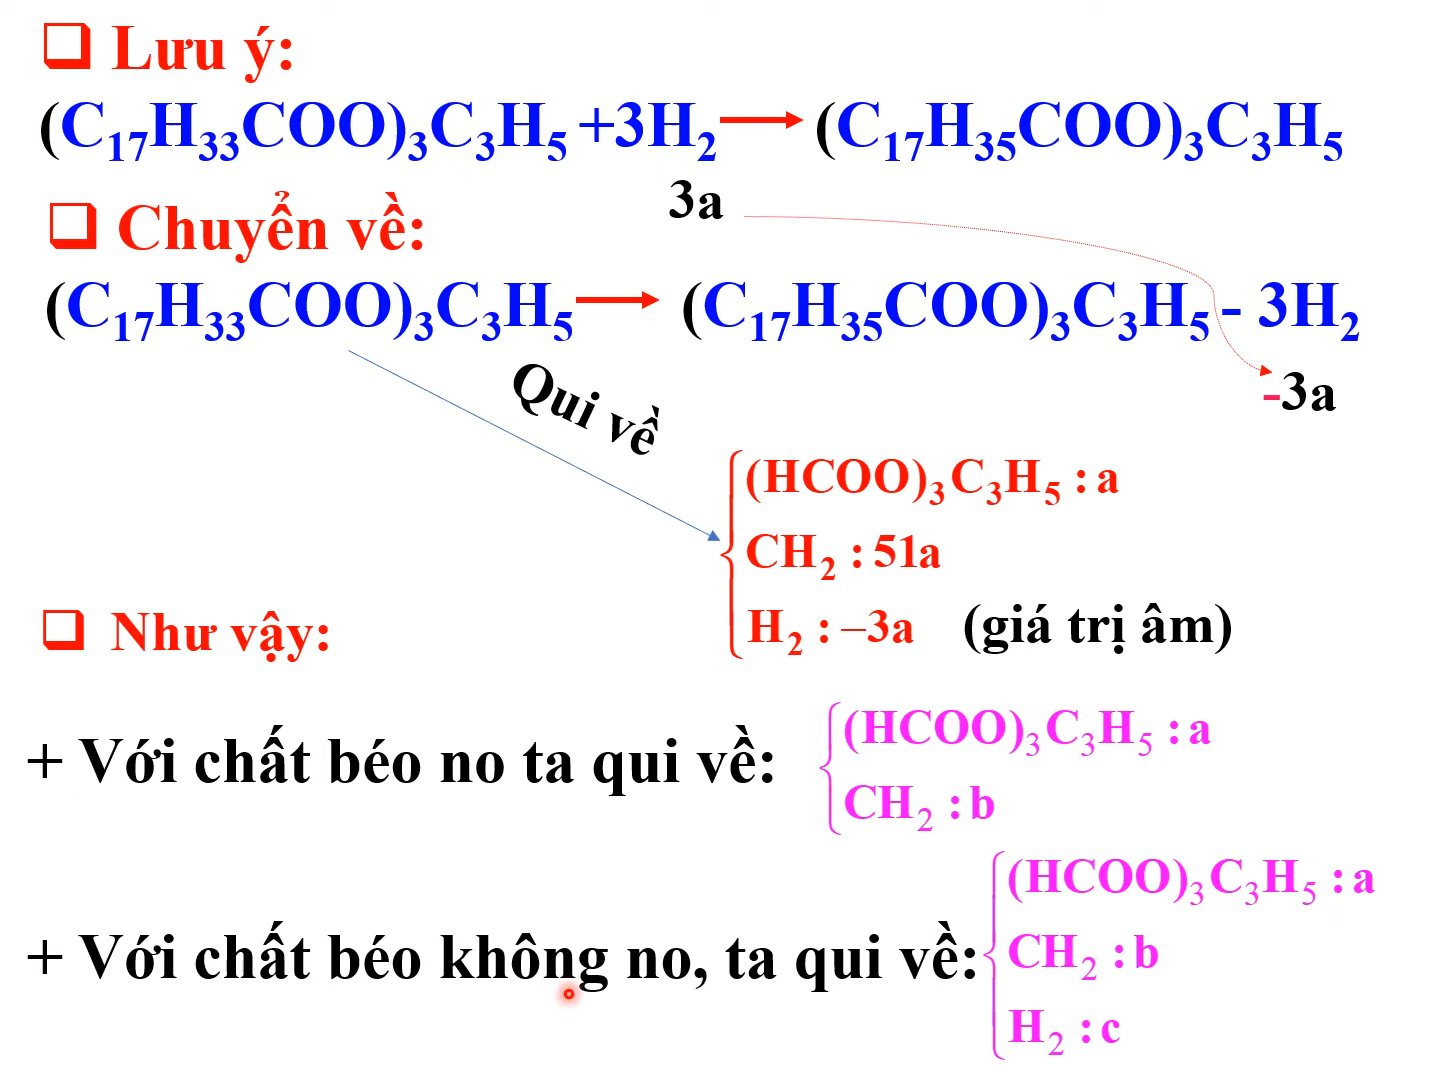 Lưu ý:
(C₁₇H₃₃COO)₃C₃H₅ +3H₂ → (C₁₇H₃₅COO)₃C₃H₅
3a
Chuyển về:
(C₁₇H₃₃COO)₃C₃H₅ → (C₁₇H₃₅COO)₃C₃H₅ - 3H₂
-3a
Qui về
(HCOO)₃C₃H₅ : a
CH₂ : 51a
H₂ : –3a (giá trị âm)
Như vậy:
+ Với chất béo no ta qui về:
(HCOO)₃C₃H₅ : a
CH₂ : b
+ Với chất béo không no, ta qui về:
(HCOO)₃C₃H₅ : a
CH₂ : b
H₂ : c